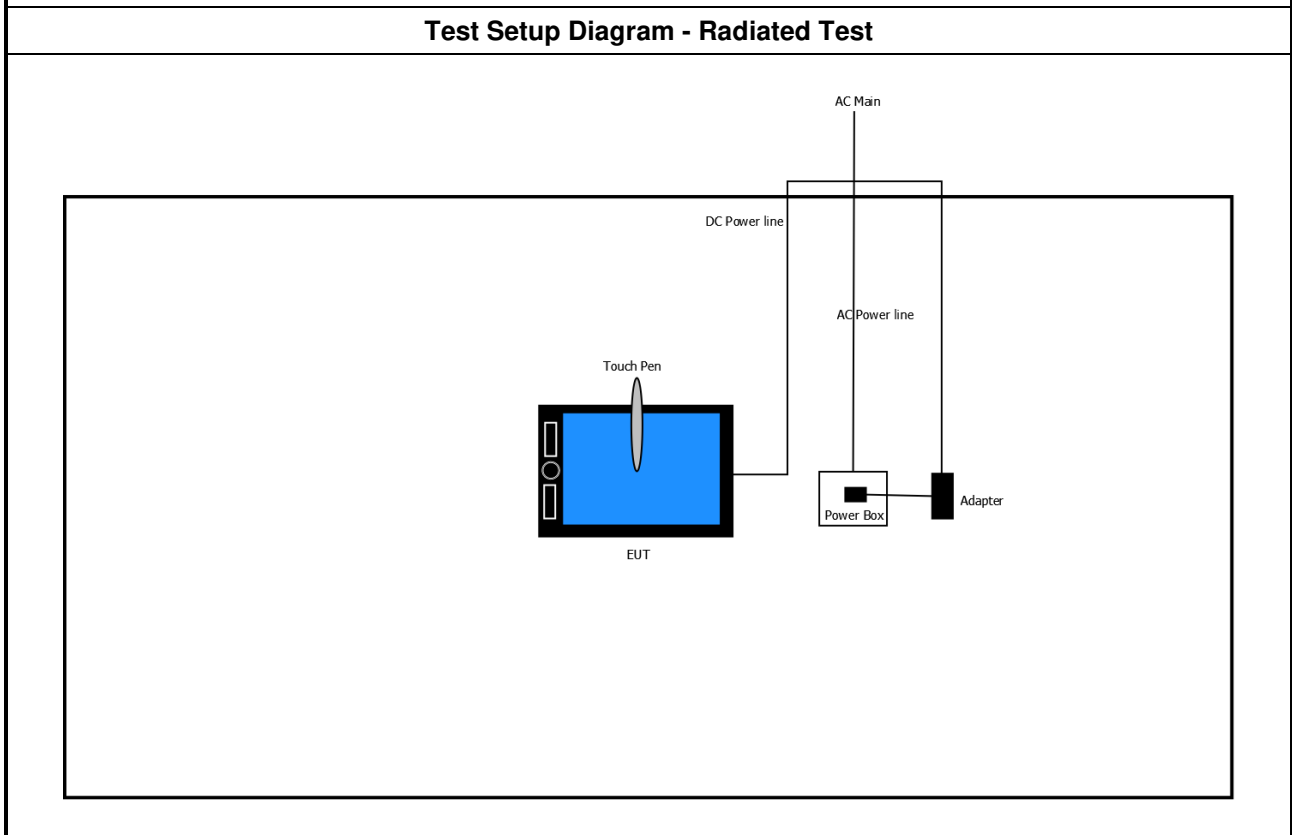 Test Setup Diagram - Radiated Test
AC Main
DC Power line
AC Power line
Touch Pen
Power Box
Adapter
EUT